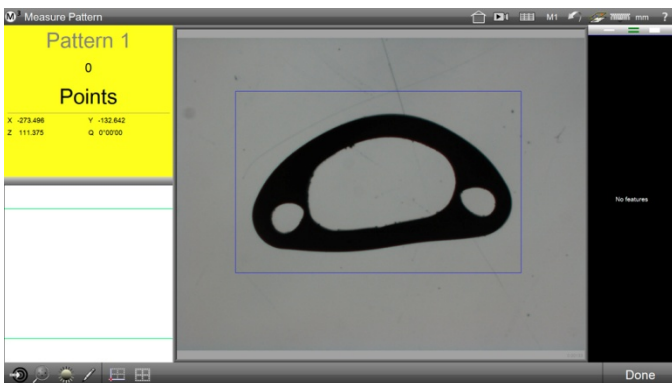 M3 Measure Pattern
M1
mm
?
Pattern 1
0
Points
X -273.496 Y -132.642
Z 111.375 Q 0°00'00
No features
Done